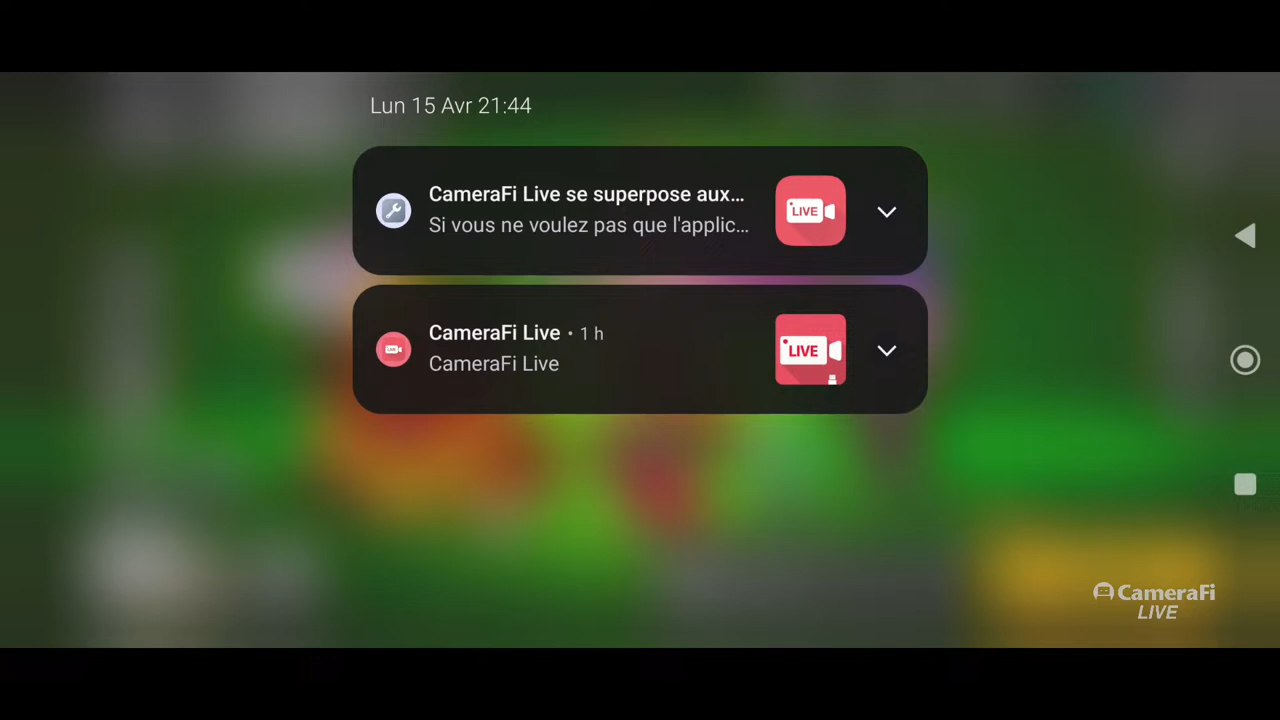 Lun 15 Avr 21:44
CameraFi Live se superpose aux...
Si vous ne voulez pas que l'applic...
LIVE
CameraFi Live • 1 h
CameraFi Live
LIVE
CameraFi
LIVE